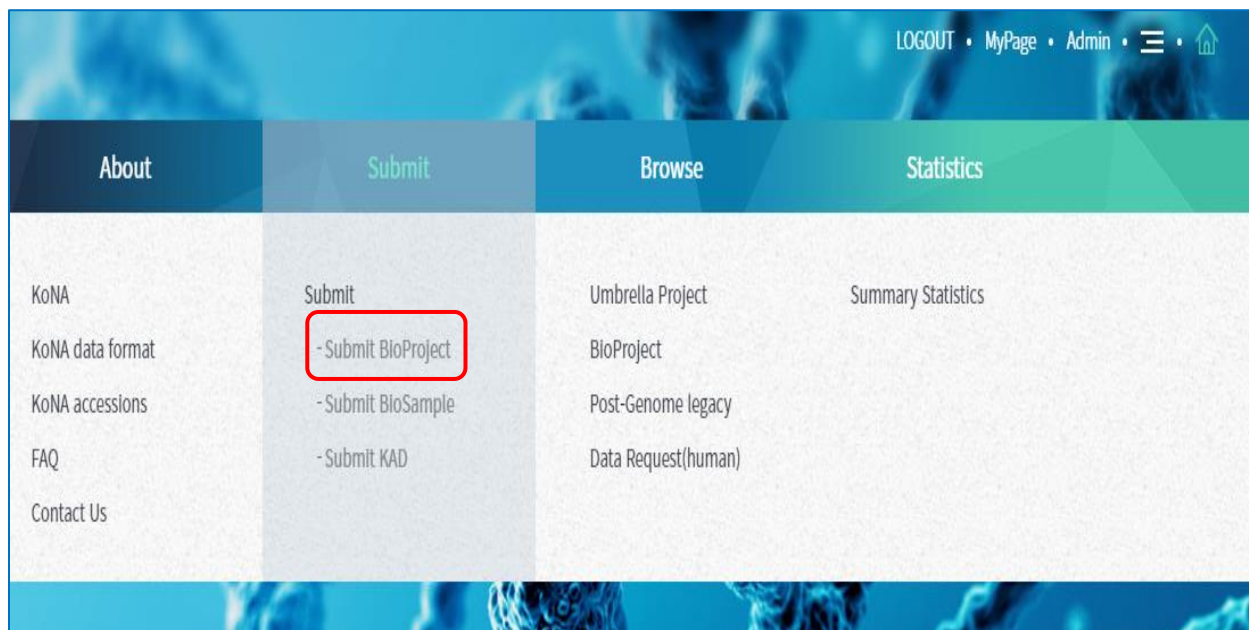 LOGOUT • MyPage • Admin •
About
Submit
Browse
Statistics
KoNA
KoNA data format
KoNA accessions
FAQ
Contact Us
Submit
- Submit BioProject
- Submit BioSample
- Submit KAD
Umbrella Project
BioProject
Post-Genome legacy
Data Request(human)
Summary Statistics